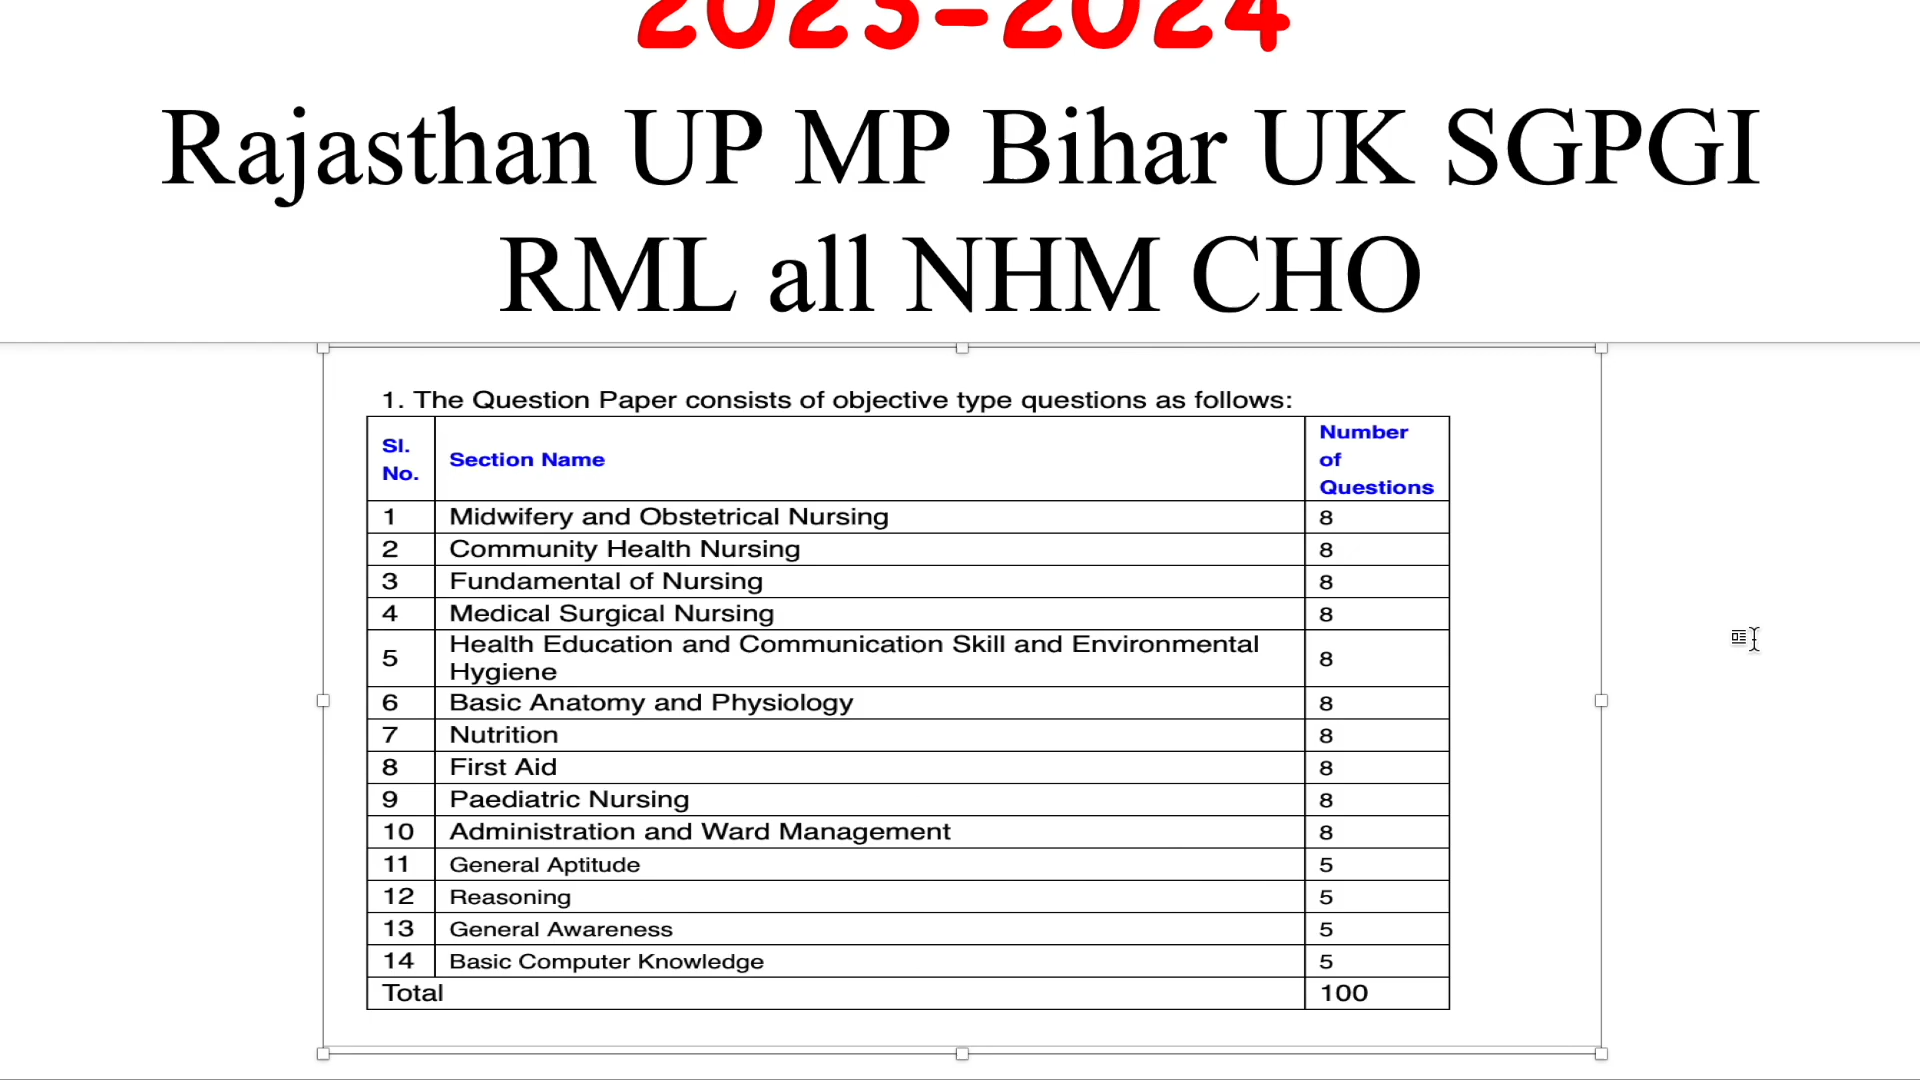 2023-2024
Rajasthan UP MP Bihar UK SGPGI
RML all NHM CHO
1. The Question Paper consists of objective type questions as follows:
Sl. No. Section Name Number of Questions
1 Midwifery and Obstetrical Nursing 8
2 Community Health Nursing 8
3 Fundamental of Nursing 8
4 Medical Surgical Nursing 8
5 Health Education and Communication Skill and Environmental Hygiene 8
6 Basic Anatomy and Physiology 8
7 Nutrition 8
8 First Aid 8
9 Paediatric Nursing 8
10 Administration and Ward Management 8
11 General Aptitude 5
12 Reasoning 5
13 General Awareness 5
14 Basic Computer Knowledge 5
Total 100